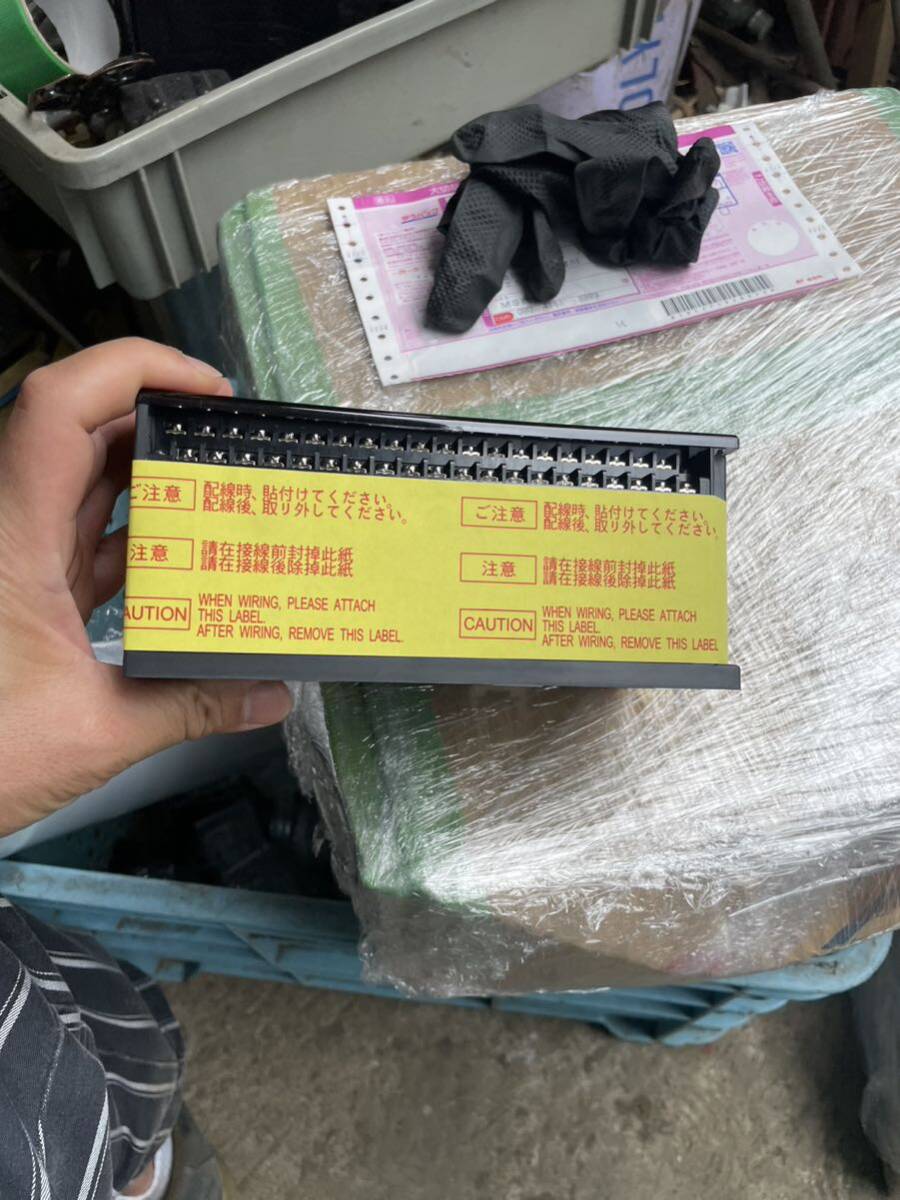 OLY
ご注意
配線時、貼付けてください。
配線後、取り外してください。
注意
請在接線前封掉此紙
請在接線後除掉此紙
AUTION
WHEN WIRING, PLEASE ATTACH
THIS LABEL.
AFTER WIRING, REMOVE THIS LABEL.
ご注意
配線時、貼付けてください
配線後、取り外してください。
注意
請在接線前封掉此紙
請在接線後除掉此紙
CAUTION
WHEN WIRING, PLEASE ATTACH
THIS LABEL.
AFTER WIRING, REMOVE THIS LABEL